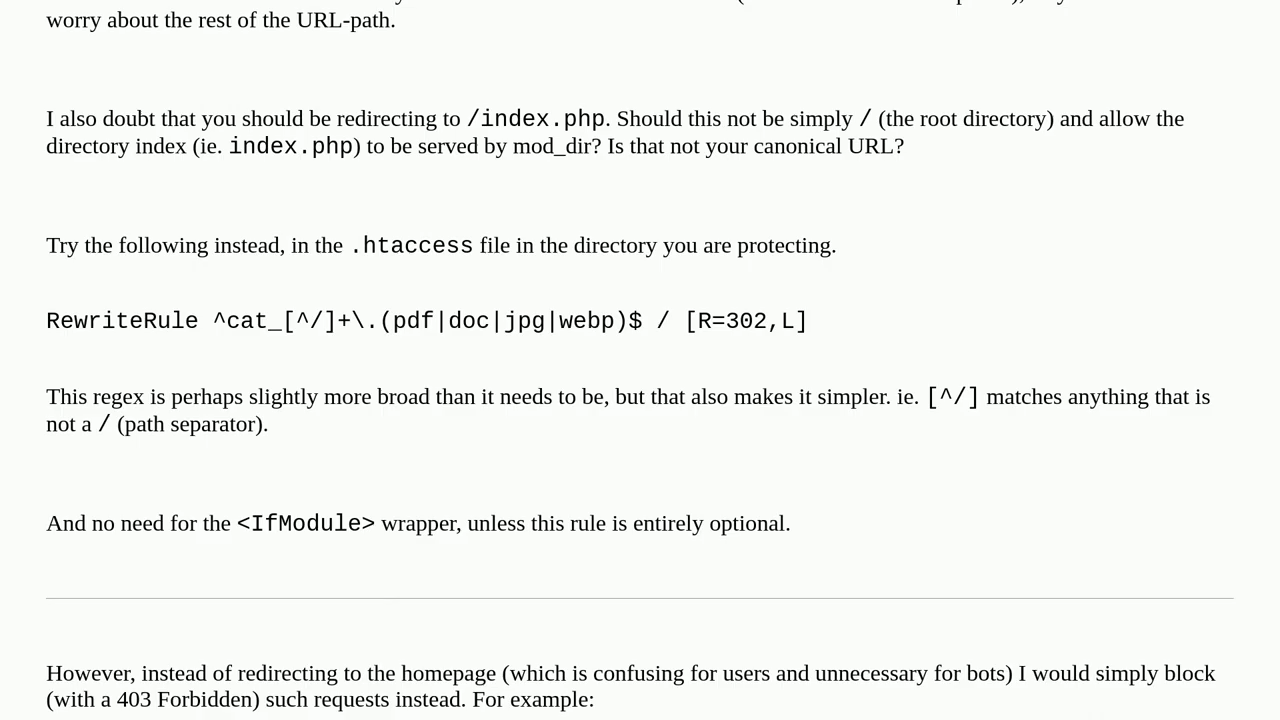 worry about the rest of the URL-path.
I also doubt that you should be redirecting to /index.php. Should this not be simply / (the root directory) and allow the
directory index (ie. index.php) to be served by mod_dir? Is that not your canonical URL?
Try the following instead, in the .htaccess file in the directory you are protecting.
RewriteRule ^cat_[^/]+\.(pdf|doc|jpg|webp)$ / [R=302,L]
This regex is perhaps slightly more broad than it needs to be, but that also makes it simpler. ie. [^/] matches anything that is
not a / (path separator).
And no need for the <IfModule> wrapper, unless this rule is entirely optional.
However, instead of redirecting to the homepage (which is confusing for users and unnecessary for bots) I would simply block
(with a 403 Forbidden) such requests instead. For example: